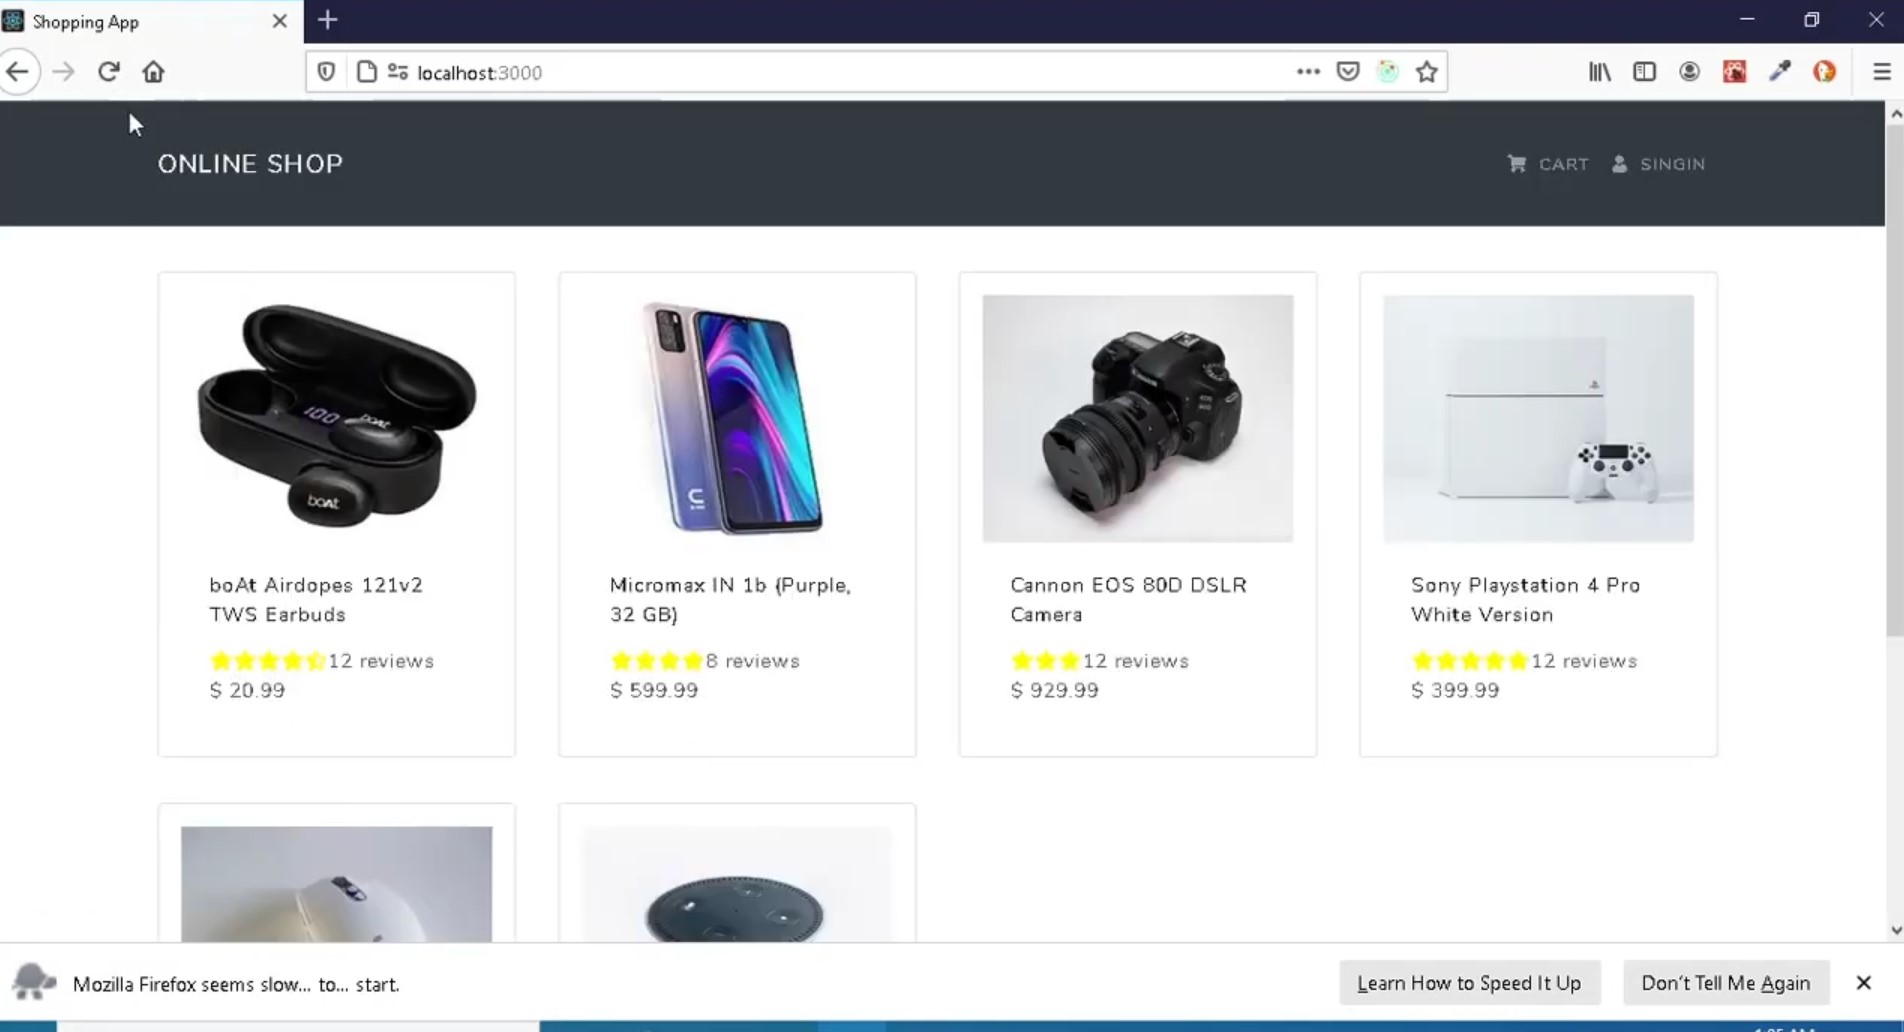 Shopping App
localhost:3000
ONLINE SHOP
CART
SINGIN
100
boAt
boAt
boAt Airdopes 121v2
TWS Earbuds
12 reviews
$ 20.99
Micromax IN 1b (Purple,
32 GB)
8 reviews
$ 599.99
Cannon EOS 80D DSLR
Camera
12 reviews
$ 929.99
Sony Playstation 4 Pro
White Version
12 reviews
$ 399.99
Mozilla Firefox seems slow... to... start.
Learn How to Speed It Up
Don't Tell Me Again